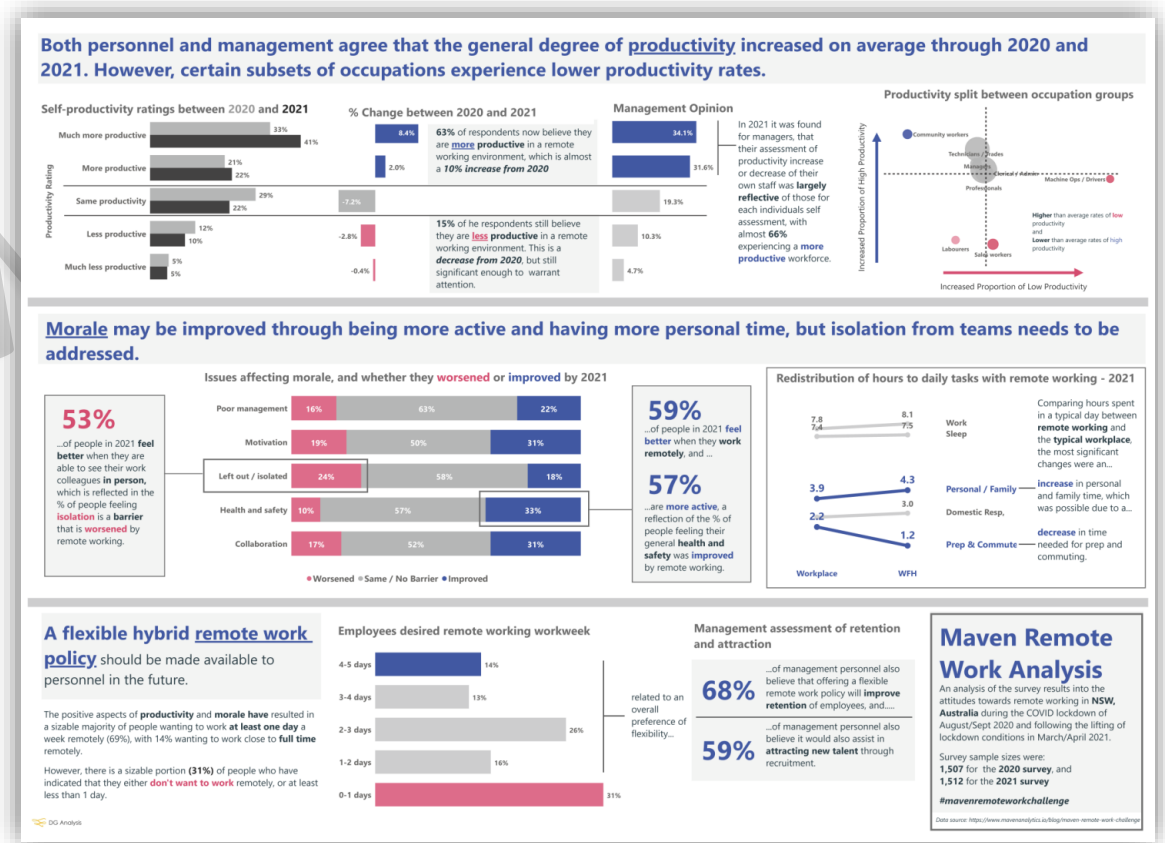 Both personnel and management agree that the general degree of productivity increased on average through 2020 and
2021. However, certain subsets of occupations experience lower productivity rates.
Self-productivity ratings between 2020 and 2021
Productivity Rating
Much more productive
33%
41%
More productive
21%
22%
Same productivity
29%
22%
Less productive
12%
10%
Much less productive
5%
5%
% Change between 2020 and 2021
8.4%
2.0%
-7.2%
-2.8%
-0.4%
63% of respondents now believe they
are more productive in a remote
working environment, which is almost
a 10% increase from 2020
15% of he respondents still believe
they are less productive in a remote
working environment. This is a
decrease from 2020, but still
significant enough to warrant
attention.
Management Opinion
34.1%
31.6%
19.3%
10.3%
4.7%
In 2021 it was found
for managers, that
their assessment of
productivity increase
or decrease of their
own staff was largely
reflective of those for
each individuals self
assessment, with
almost 66%
experiencing a more
productive workforce.
Productivity split between occupation groups
Increased Proportion of High Productivity
Community workers
Technicians / Trades
Managers
Clerical / Admin
Professionals
Machine Ops / Drivers
Labourers
Sales workers
Higher than average rates of low
productivity
and
Lower than average rates of high
productivity
Increased Proportion of Low Productivity
Morale may be improved through being more active and having more personal time, but isolation from teams needs to be
addressed.
53%
...of people in 2021 feel
better when they are
able to see their work
colleagues in person,
which is reflected in the
% of people feeling
isolation is a barrier
that is worsened by
remote working.
Issues affecting morale, and whether they worsened or improved by 2021
Poor management 16% 63% 22%
Motivation 19% 50% 31%
Left out / isolated 24% 58% 18%
Health and safety 10% 57% 33%
Collaboration 17% 52% 31%
Worsened Same / No Barrier Improved
59%
...of people in 2021 feel
better when they work
remotely, and ...
57%
...are more active, a
reflection of the % of
people feeling their
general health and
safety was improved
by remote working.
Redistribution of hours to daily tasks with remote working - 2021
7.8 8.1 Work
7.4 7.5 Sleep
3.9 4.3 Personal / Family
3.0 Domestic Resp,
2.2 1.2 Prep & Commute
Workplace WFH
Comparing hours spent
in a typical day between
remote working and
the typical workplace,
the most significant
changes were an...
increase in personal
and family time, which
was possible due to a...
decrease in time
needed for prep and
commuting.
A flexible hybrid remote work
policy should be made available to
personnel in the future.
The positive aspects of productivity and morale have resulted in
a sizable majority of people wanting to work at least one day a
week remotely (69%), with 14% wanting to work close to full time
remotely.
However, there is a sizable portion (31%) of people who have
indicated that they either don't want to work remotely, or at least
less than 1 day.
DG Analysis
Employees desired remote working workweek
4-5 days 14%
3-4 days 13%
2-3 days 26%
1-2 days 16%
0-1 days 31%
related to an
overall
preference of
flexibility...
Management assessment of retention
and attraction
68%
...of management personnel also
believe that offering a flexible
remote work policy will improve
retention of employees, and.....
59%
...of management personnel also
believe it would also assist in
attracting new talent through
recruitment.
Maven Remote
Work Analysis
An analysis of the survey results into the
attitudes towards remote working in NSW,
Australia during the COVID lockdown of
August/Sept 2020 and following the lifting of
lockdown conditions in March/April 2021.
Survey sample sizes were:
1,507 for the 2020 survey, and
1,512 for the 2021 survey
#mavenremoteworkchallenge
Data source: https://www.mavenanalytics.io/blog/maven-remote-work-challenge